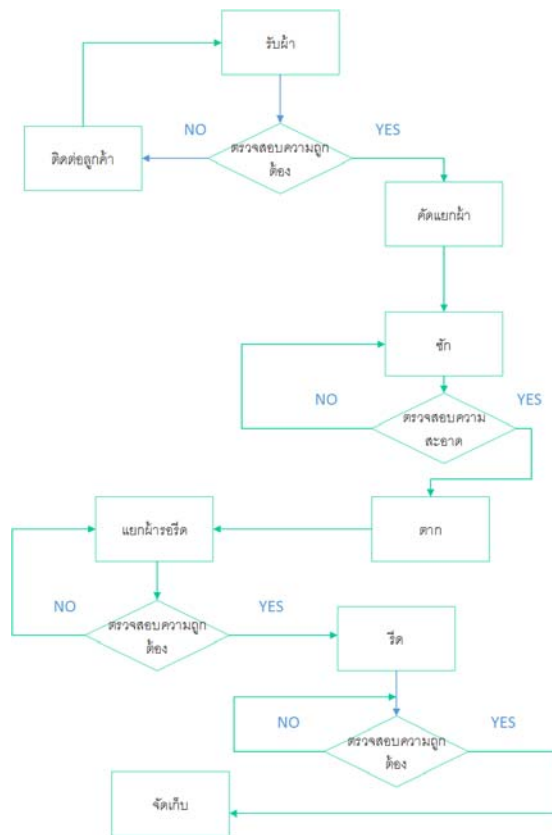 รับผ้า
NO
YES
ติดต่อลูกค้า
ตรวจสอบความถูก
ต้อง
คัดแยกผ้า
ซัก
NO
YES
ตรวจสอบความ
สะอาด
แยกผ้ารอรีด
ตาก
NO
YES
ตรวจสอบความถูก
ต้อง
รีด
NO
YES
ตรวจสอบความถูก
ต้อง
จัดเก็บ